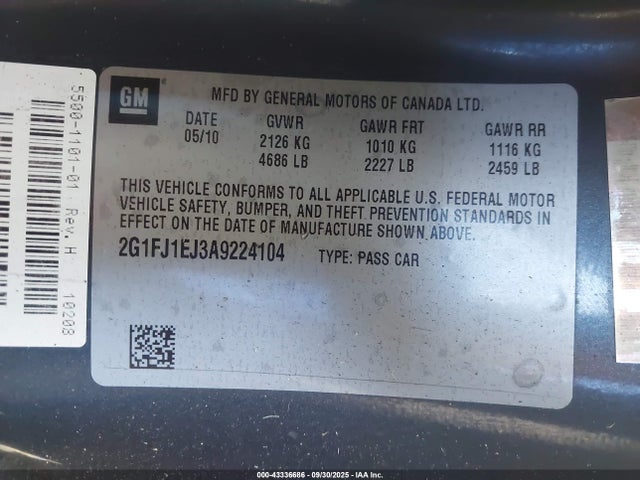 5500-1101-01 Rev. H 10208
GM
MFD BY GENERAL MOTORS OF CANADA LTD.
DATE GVWR GAWR FRT GAWR RR
05/10 2126 KG 1010 KG 1116 KG
4686 LB 2227 LB 2459 LB
THIS VEHICLE CONFORMS TO ALL APPLICABLE U.S. FEDERAL MOTOR
VEHICLE SAFETY, BUMPER, AND THEFT PREVENTION STANDARDS IN
EFFECT ON THE DATE OF MANUFACTURE SHOWN ABOVE.
2G1FJ1EJ3A9224104 TYPE: PASS CAR
000-43336686 - 09/30/2025 - IAA Inc.